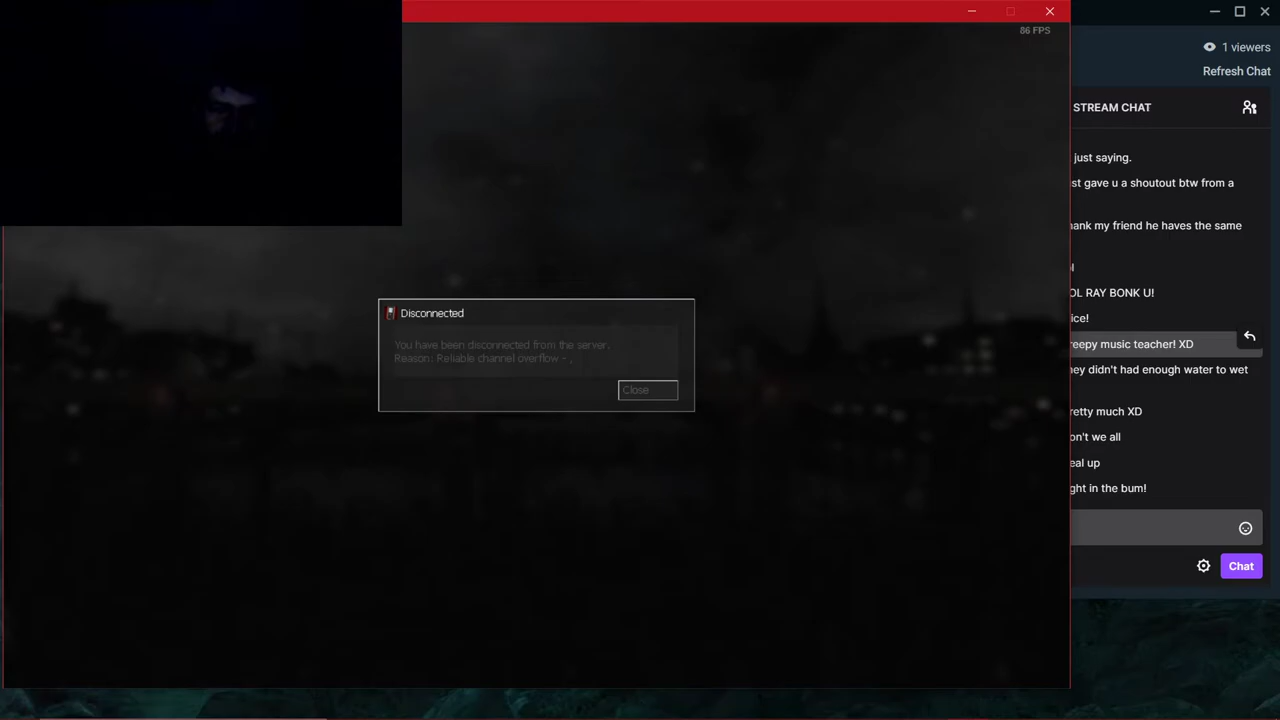 86 FPS
1 viewers
Refresh Chat
STREAM CHAT
just saying.
st gave u a shoutout btw from a
ank my friend he haves the same
ol
OL RAY BONK U!
ice!
reepy music teacher! XD
hey didn't had enough water to wet
retty much XD
on't we all
eal up
ght in the bum!
Chat
Disconnected
You have been disconnected from the server.
Reason: Reliable channel overflow - ,
Close